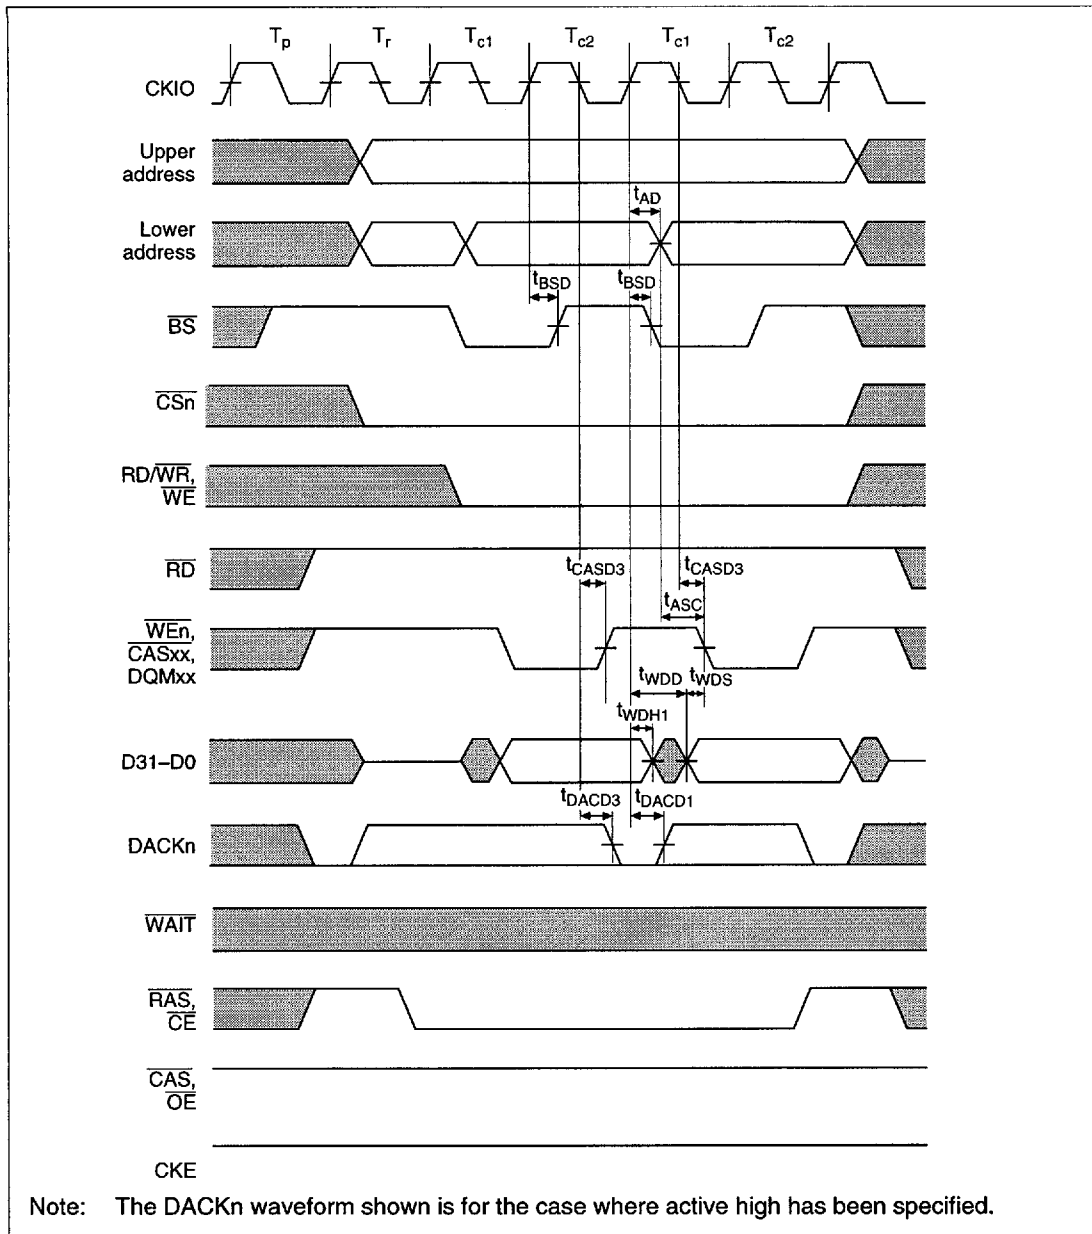 Tp Tr Tc1 Tc2 Tc1 Tc2
CKIO
Upper
address
tAD
Lower
address
tBSD tBSD
BS
CSn
RD/WR,
WE
RD
tCASD3 tCASD3
tASC
WEn,
CASxx,
DQMxx
tWDD tWDS
tWDH1
D31–D0
tDACD3 tDACD1
DACKn
WAIT
RAS,
CE
CAS,
OE
CKE
Note: The DACKn waveform shown is for the case where active high has been specified.